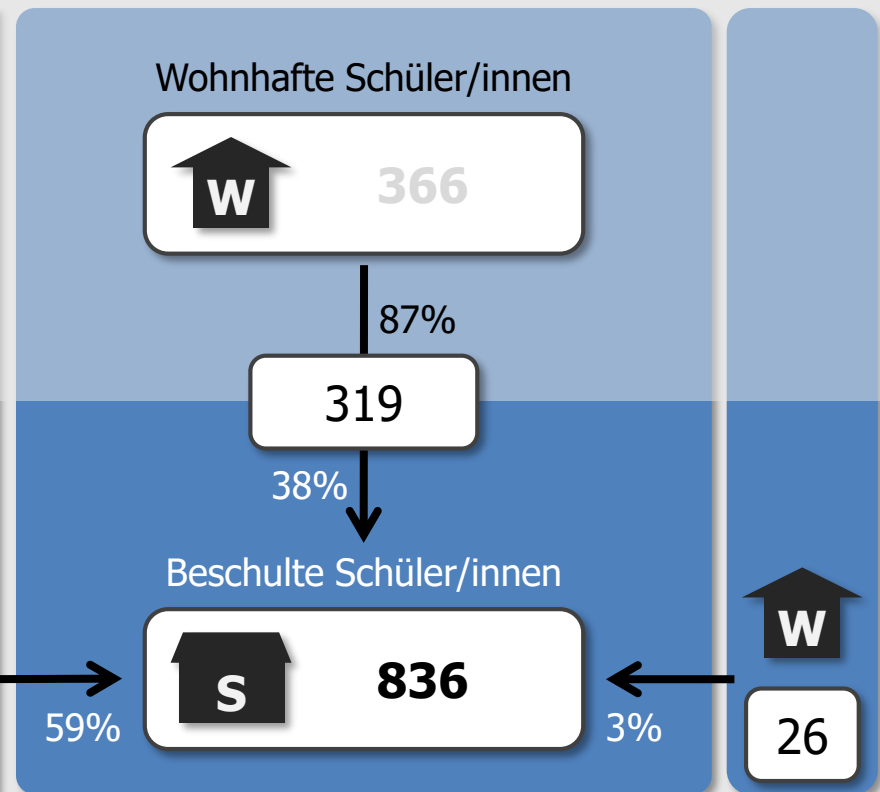 Wohnhafte Schüler/innen
W 366
87%
319
38%
Beschulte Schüler/innen
W
S 836
59%
3%
26